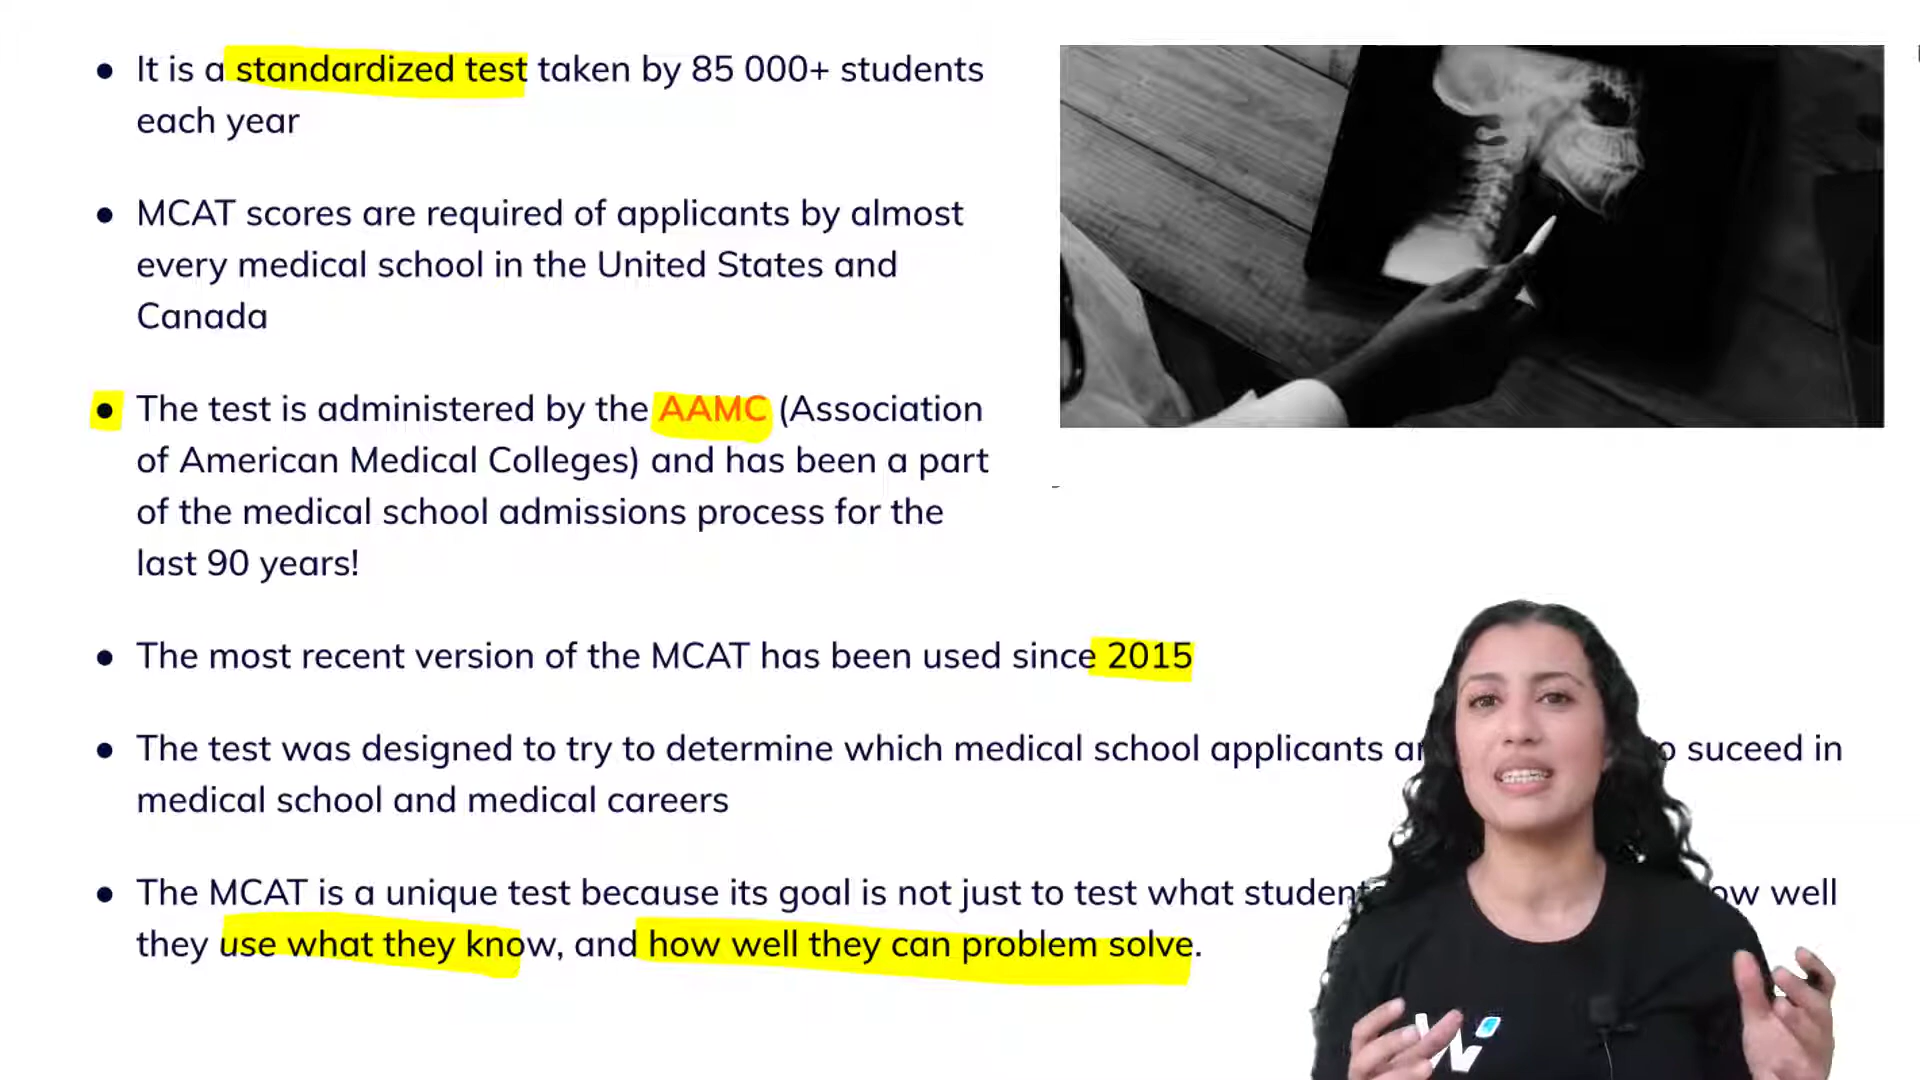 ● It is a standardized test taken by 85 000+ students
each year
● MCAT scores are required of applicants by almost
every medical school in the United States and
Canada
● The test is administered by the AAMC (Association
of American Medical Colleges) and has been a part
of the medical school admissions process for the
last 90 years!
● The most recent version of the MCAT has been used since 2015
● The test was designed to try to determine which medical school applicants suceed in
medical school and medical careers
● The MCAT is a unique test because its goal is not just to test what well
they use what they know, and how well they can problem solve.